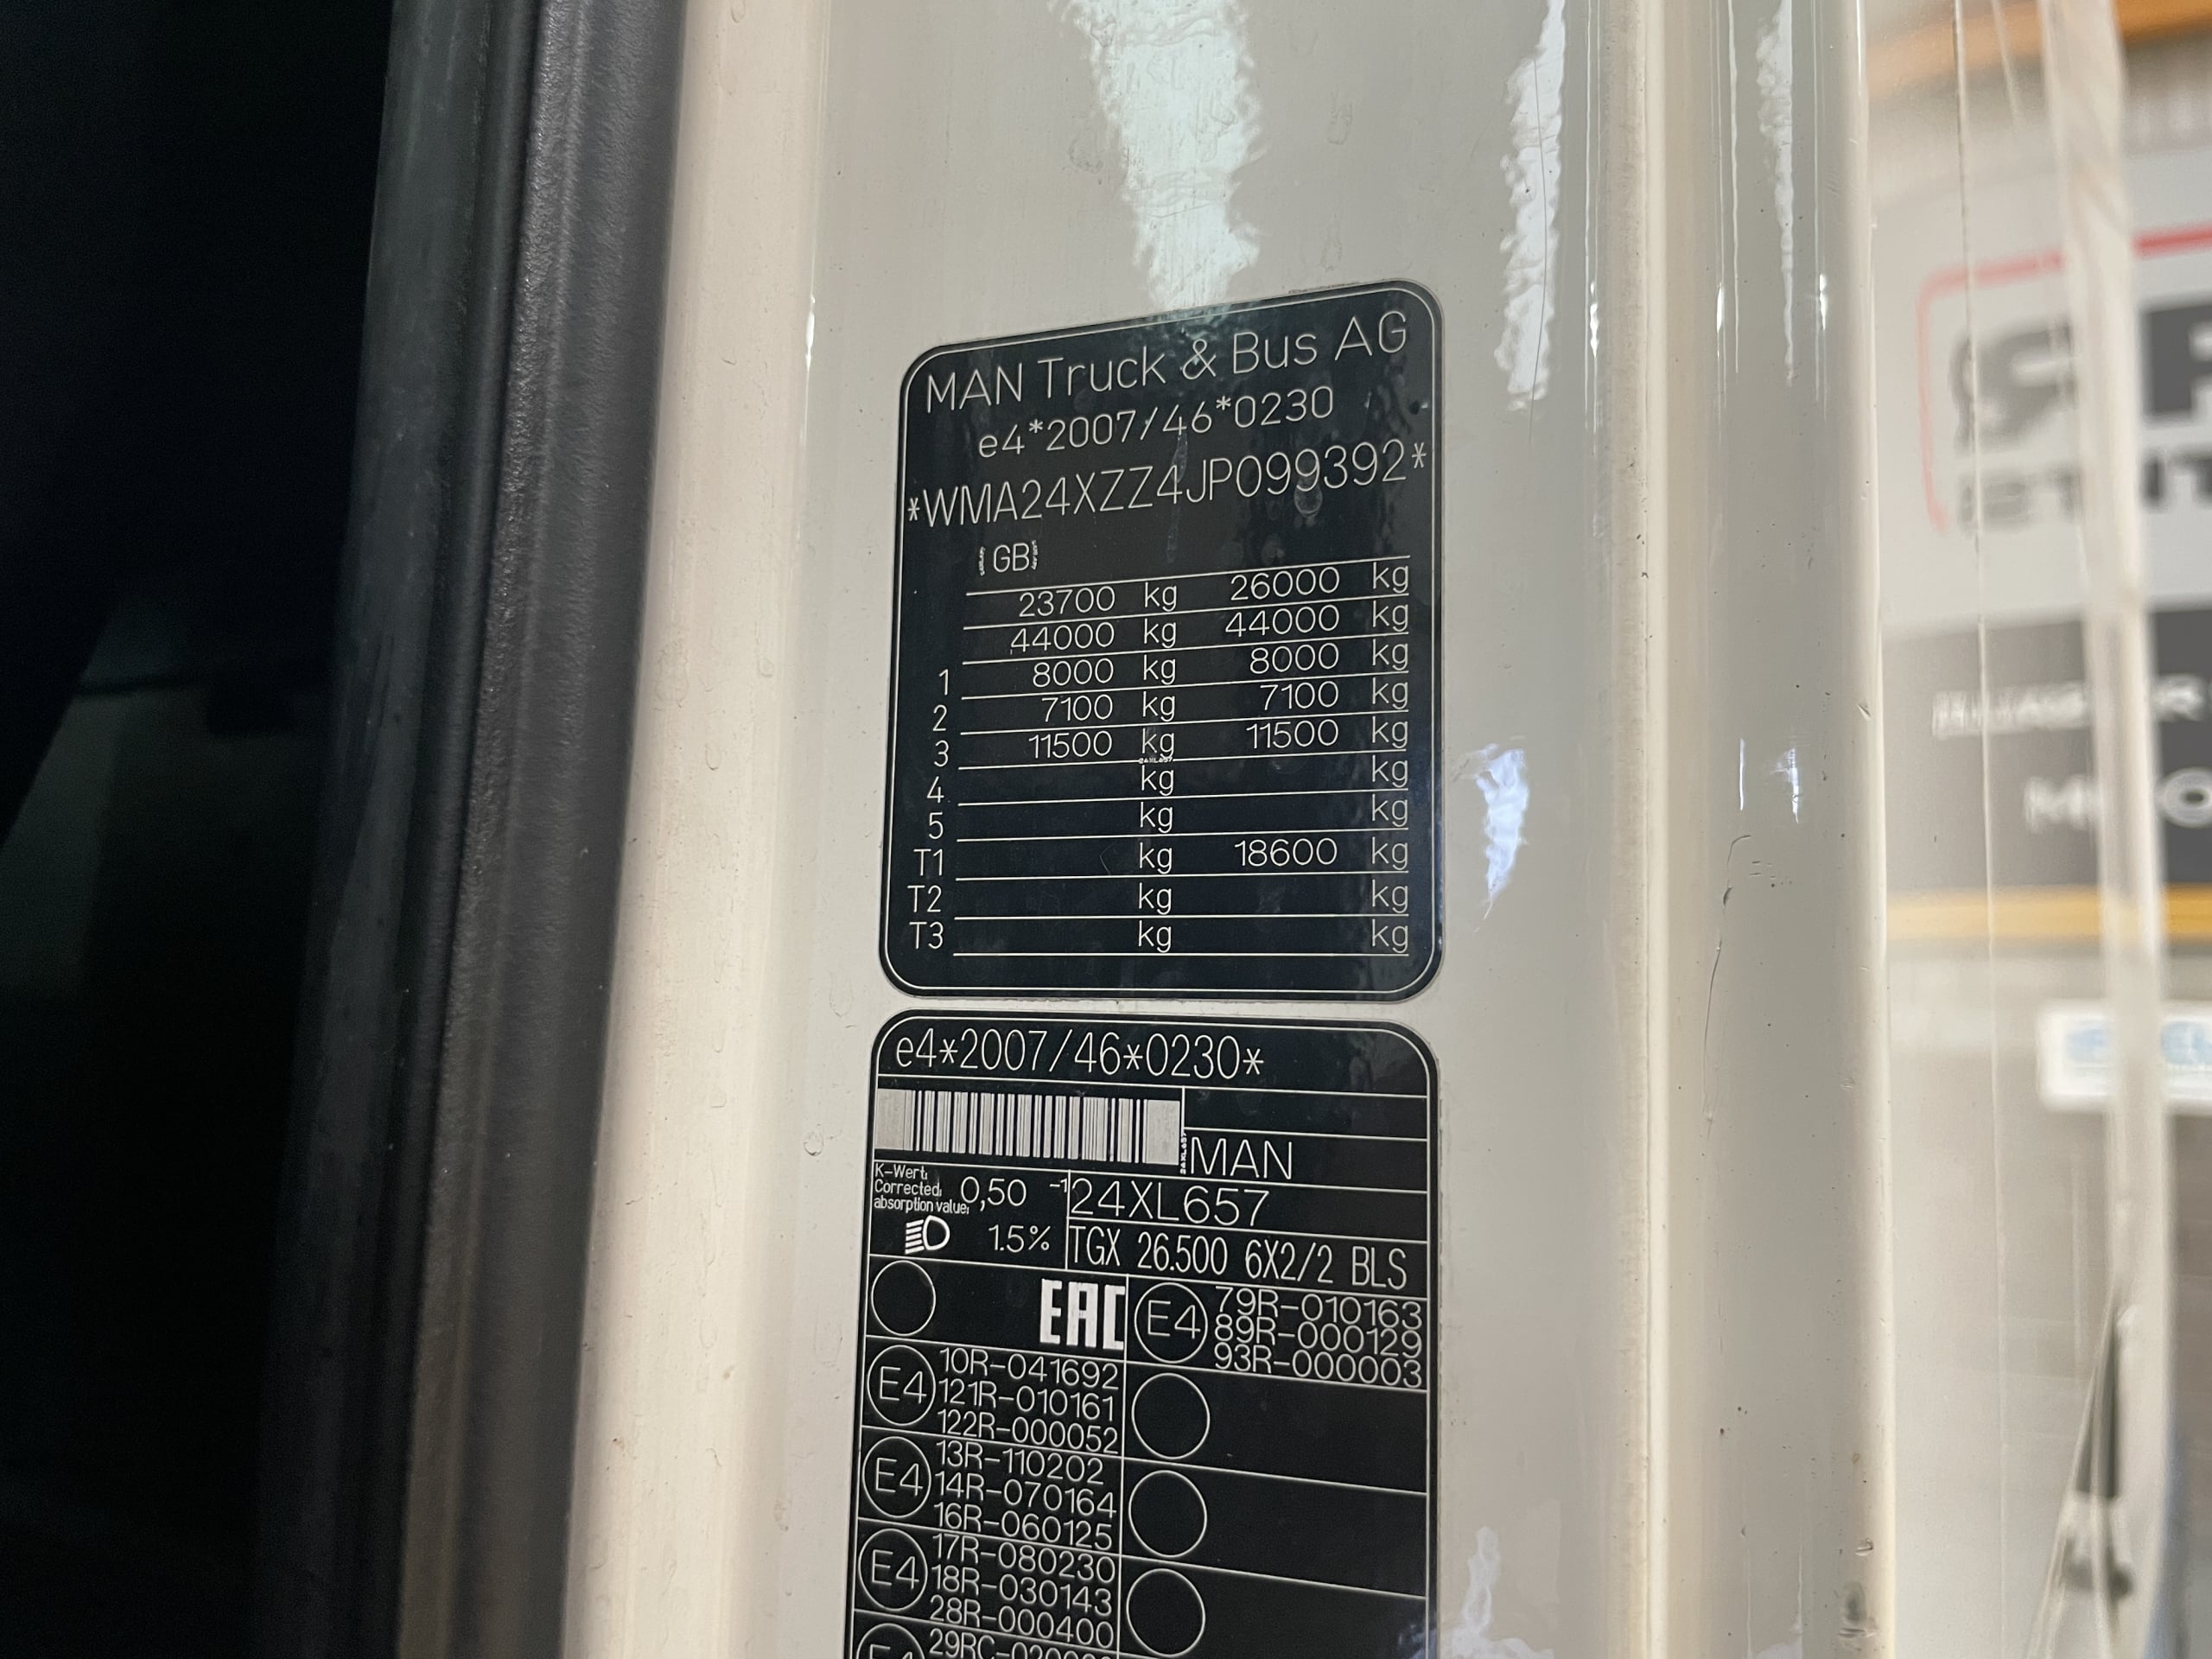 MAN Truck & Bus AG
e4*2007/46*0230
*WMA24XZZ4JP099392*
GB
23700 kg 26000 kg
44000 kg 44000 kg
1 8000 kg 8000 kg
2 7100 kg 7100 kg
3 11500 kg 11500 kg
4 kg kg
5 kg kg
T1 kg 18600 kg
T2 kg kg
T3 kg kg
e4*2007/46*0230*
MAN
K-Wert:
Corrected
absorption value:
0,50 -1
24XL657
1.5%
TGX 26.500 6X2/2 BLS
EAC
E4
79R-010163
89R-000129
93R-000003
E4
10R-041692
121R-010161
122R-000052
E4
13R-110202
14R-070164
16R-060125
E4
17R-080230
18R-030143
28R-000400